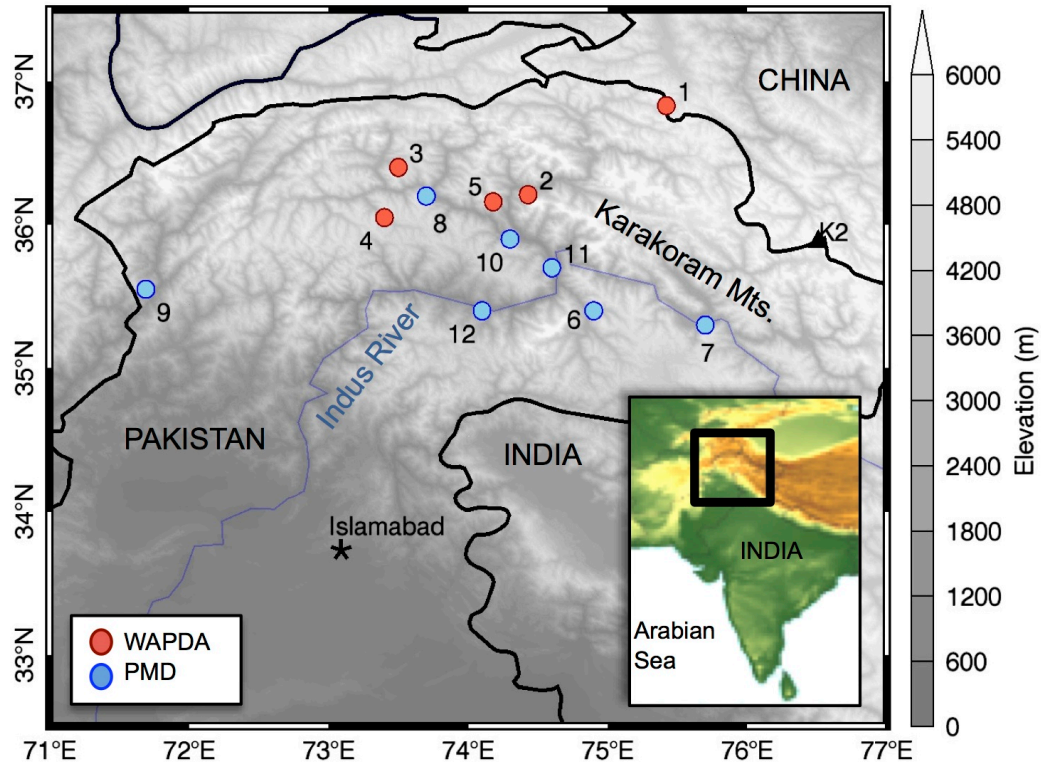 37°N
36°N
35°N
34°N
33°N
71°E
72°E
73°E
74°E
75°E
76°E
77°E
CHINA
1
3
2
5
8
4
Karakoram Mts.
K2
10
11
9
12
6
7
Indus River
PAKISTAN
INDIA
Islamabad
WAPDA
PMD
INDIA
Arabian
Sea
6000
5400
4800
4200
3600
3000
2400
1800
1200
600
0
Elevation (m)